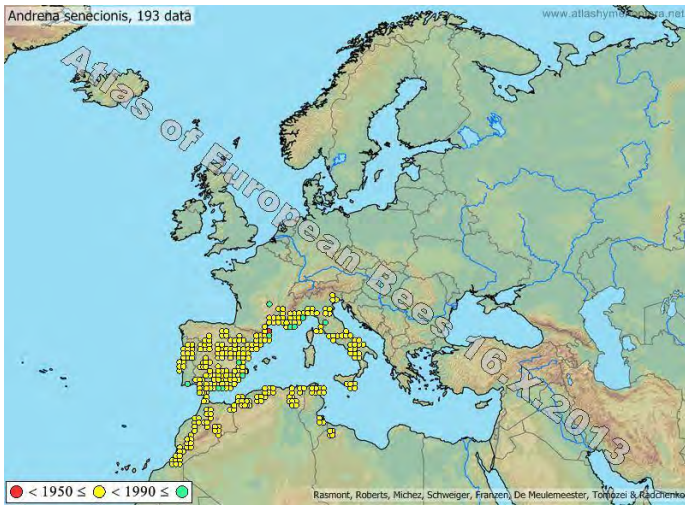 Andrena senecionis, 193 data
www.atlashymenoptera.net
Atlas of European Bees 16.X.2013
< 1950 ≤ < 1990 ≤
Rasmont, Roberts, Michez, Schweiger, Franzen, De Meulemeester, Tomozei & Radchenko